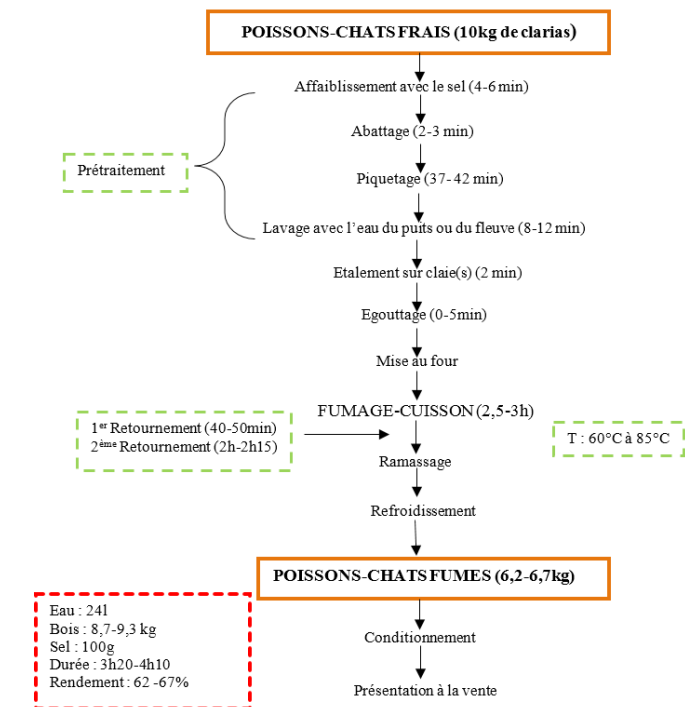 POISSONS-CHATS FRAIS (10kg de clarias)
Affaiblissement avec le sel (4-6 min)
Abattage (2-3 min)
Prétraitement
Piquetage (37- 42 min)
Lavage avec l'eau du puits ou du fleuve (8-12 min)
Etalement sur claie(s) (2 min)
Egouttage (0-5min)
Mise au four
FUMAGE-CUISSON (2,5-3h)
1er Retournement (40-50min)
2ème Retournement (2h-2h15)
T : 60°C à 85°C
Ramassage
Refroidissement
POISSONS-CHATS FUMES (6,2-6,7kg)
Eau : 24l
Bois : 8,7-9,3 kg
Sel : 100g
Durée : 3h20-4h10
Rendement : 62 -67%
Conditionnement
Présentation à la vente